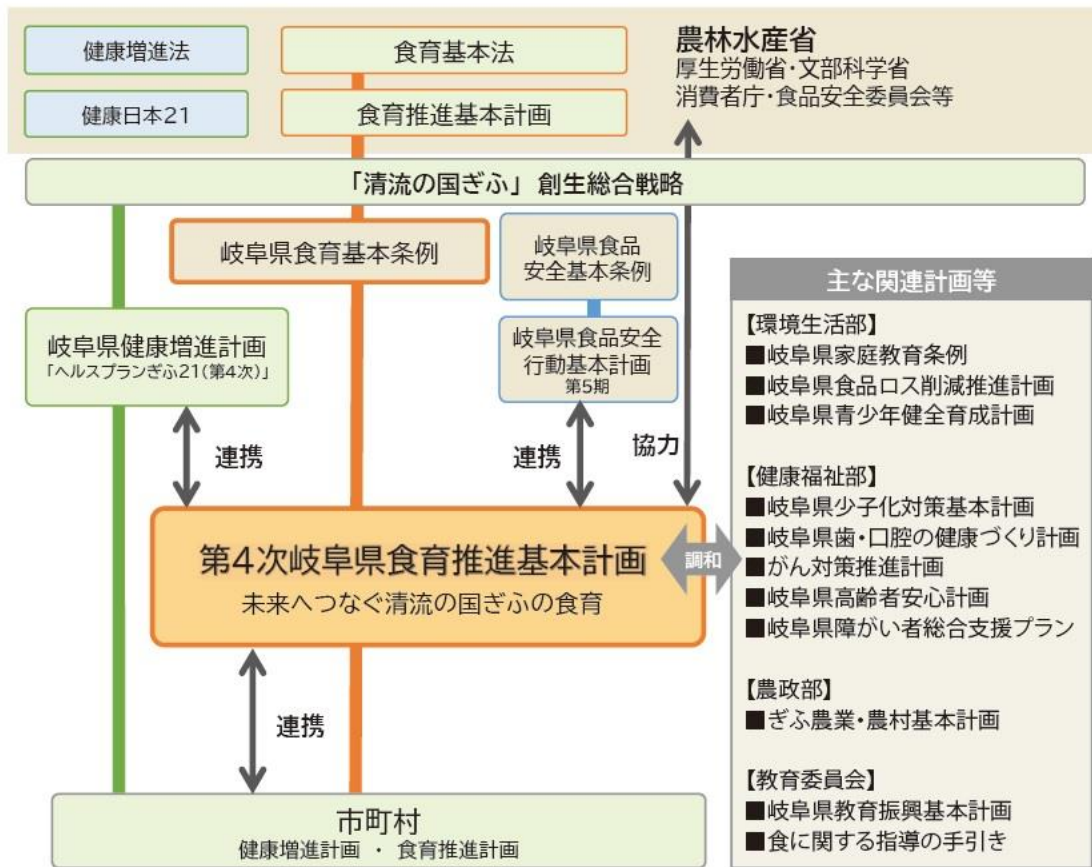 健康増進法
食育基本法
農林水産省
厚生労働省・文部科学省
消費者庁・食品安全委員会等
健康日本21
食育推進基本計画
「清流の国ぎふ」創生総合戦略
岐阜県食育基本条例
岐阜県食品
安全基本条例
岐阜県健康増進計画
「ヘルスプランぎふ21(第4次)」
岐阜県食品安全
行動基本計画
第5期
連携
連携
協力
第4次岐阜県食育推進基本計画
未来へつなぐ清流の国ぎふの食育
調和
連携
市町村
健康増進計画 ・ 食育推進計画
主な関連計画等
【環境生活部】
■岐阜県家庭教育条例
■岐阜県食品ロス削減推進計画
■岐阜県青少年健全育成計画
【健康福祉部】
■岐阜県少子化対策基本計画
■岐阜県歯・口腔の健康づくり計画
■がん対策推進計画
■岐阜県高齢者安心計画
■岐阜県障がい者総合支援プラン
【農政部】
■ぎふ農業・農村基本計画
【教育委員会】
■岐阜県教育振興基本計画
■食に関する指導の手引き